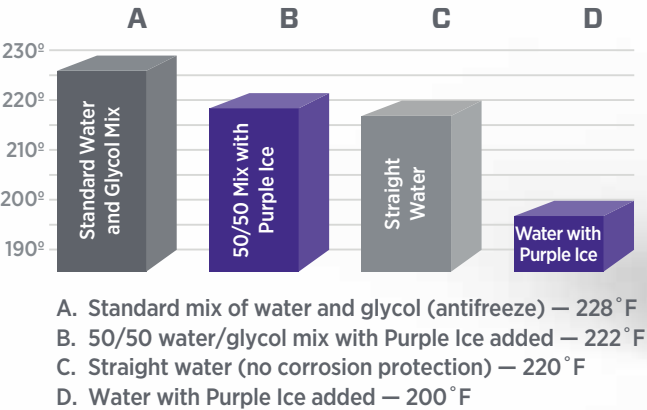 A B C D
230º
220º
210º
200º
190º
Standard Water
and Glycol Mix
50/50 Mix with
Purple Ice
Straight
Water
Water with
Purple Ice
A. Standard mix of water and glycol (antifreeze) — 228°F
B. 50/50 water/glycol mix with Purple Ice added — 222°F
C. Straight water (no corrosion protection) — 220°F
D. Water with Purple Ice added — 200°F